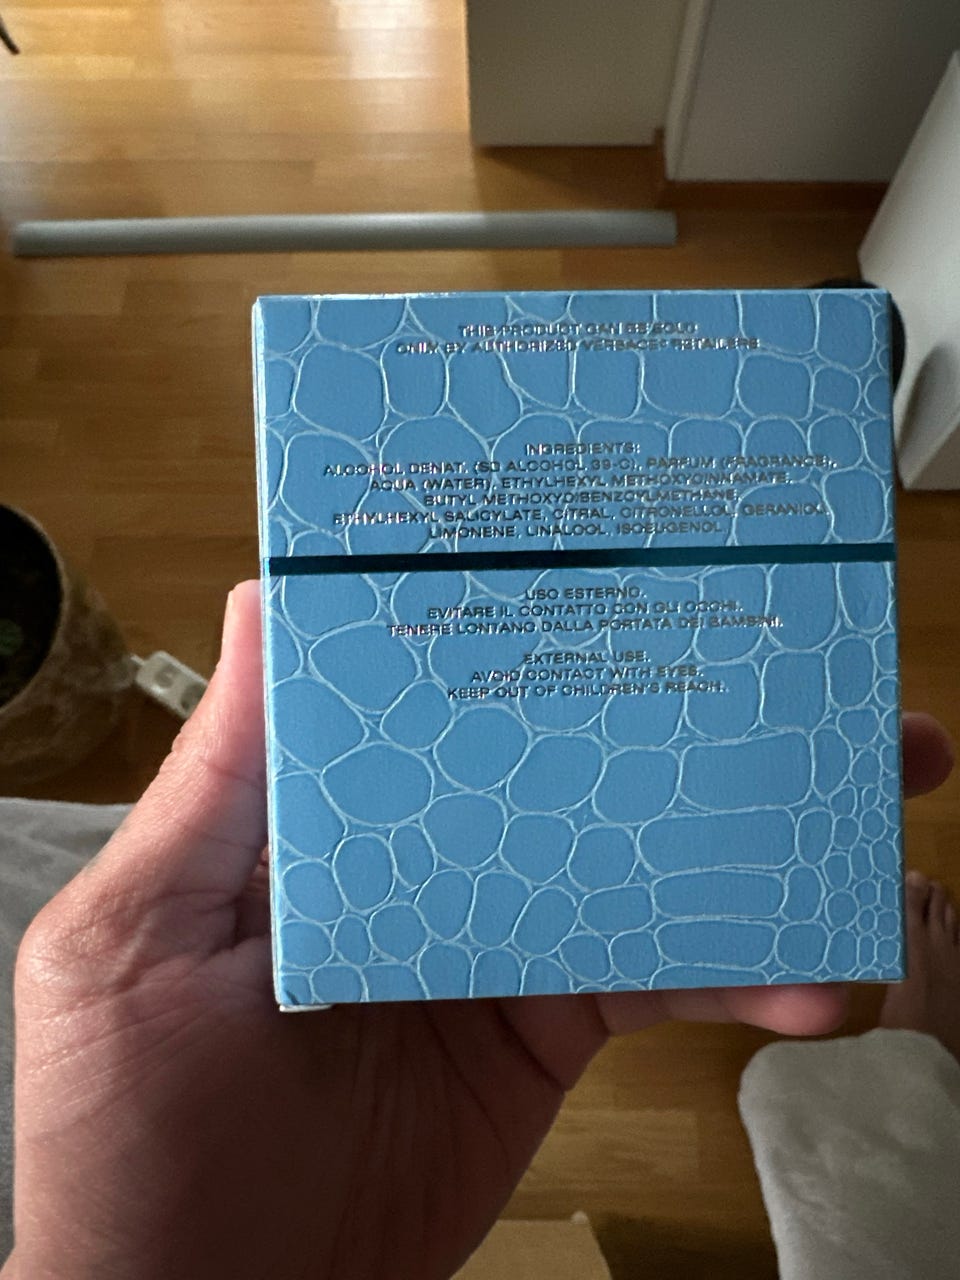 THIS PRODUCT CAN BE SOLD
ONLY BY AUTHORIZED VERSACE® RETAILERS
INGREDIENTS:
ALCOHOL DENAT. (SD ALCOHOL 39-C), PARFUM (FRAGRANCE),
AQUA (WATER), ETHYLHEXYL METHOXYCINNAMATE,
BUTYL METHOXYDIBENZOYLMETHANE,
ETHYLHEXYL SALICYLATE, CITRAL, CITRONELLOL, GERANIOL,
LIMONENE, LINALOOL, ISOEUGENOL.
USO ESTERNO.
EVITARE IL CONTATTO CON GLI OCCHI.
TENERE LONTANO DALLA PORTATA DEI BAMBINI.
EXTERNAL USE.
AVOID CONTACT WITH EYES.
KEEP OUT OF CHILDREN'S REACH.